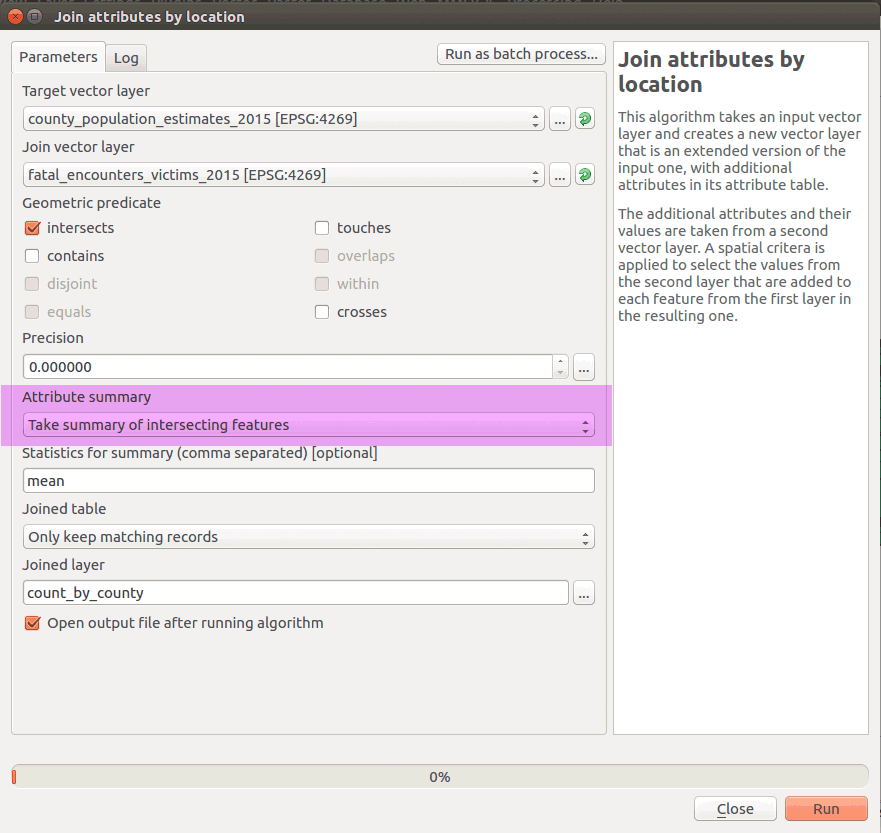 Join attributes by location
Parameters
Log
Run as batch process...
Target vector layer
county_population_estimates_2015 [EPSG:4269]
...
Join vector layer
fatal_encounters_victims_2015 [EPSG:4269]
...
Geometric predicate
intersects
touches
contains
overlaps
disjoint
within
equals
crosses
Precision
0.000000
...
Attribute summary
Take summary of intersecting features
Statistics for summary (comma separated) [optional]
mean
Joined table
Only keep matching records
Joined layer
count_by_county
...
Open output file after running algorithm
Join attributes by
location
This algorithm takes an input vector
layer and creates a new vector layer
that is an extended version of the
input one, with additional
attributes in its attribute table.
The additional attributes and their
values are taken from a second
vector layer. A spatial critera is
applied to select the values from
the second layer that are added to
each feature from the first layer in
the resulting one.
0%
Close
Run